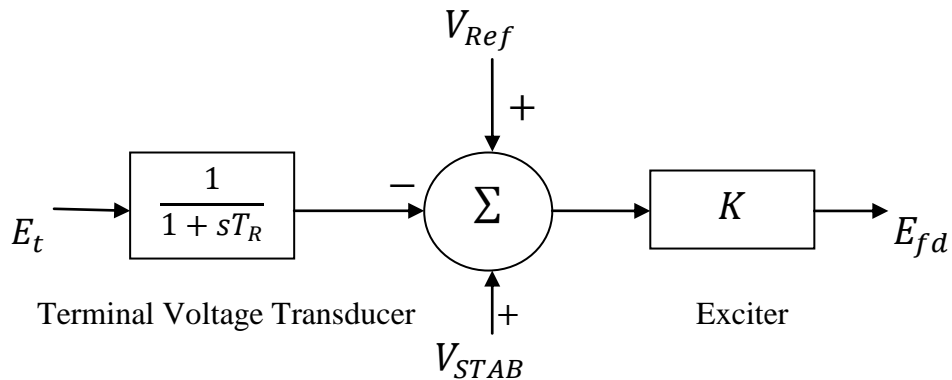 V_Ref
+
1
1 + sT_R
−
Σ
K
E_t
E_fd
Terminal Voltage Transducer
+
Exciter
V_STAB